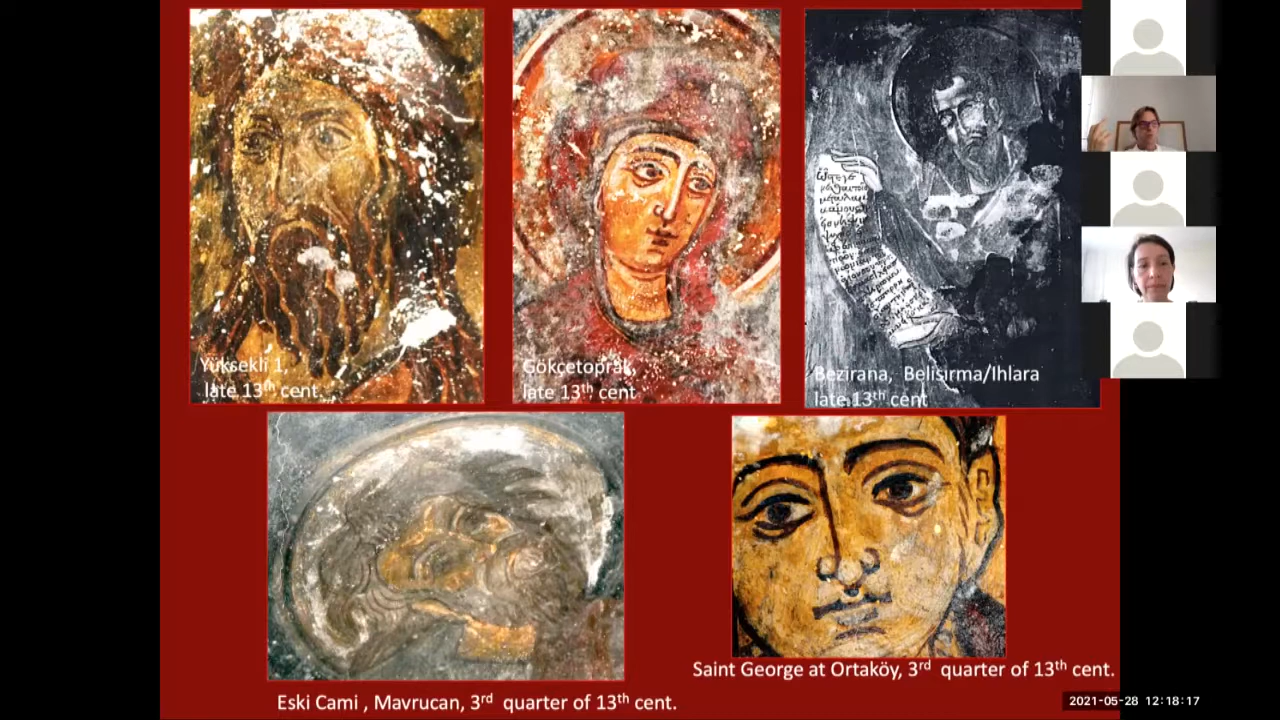 Yüksekli 1,
late 13th cent.
Gökçetoprak,
late 13th cent
Bezirana, Belisırma/Ihlara
late 13th cent
Eski Cami , Mavrucan, 3rd quarter of 13th cent.
Saint George at Ortaköy, 3rd quarter of 13th cent.
2021-05-28 12:18:17